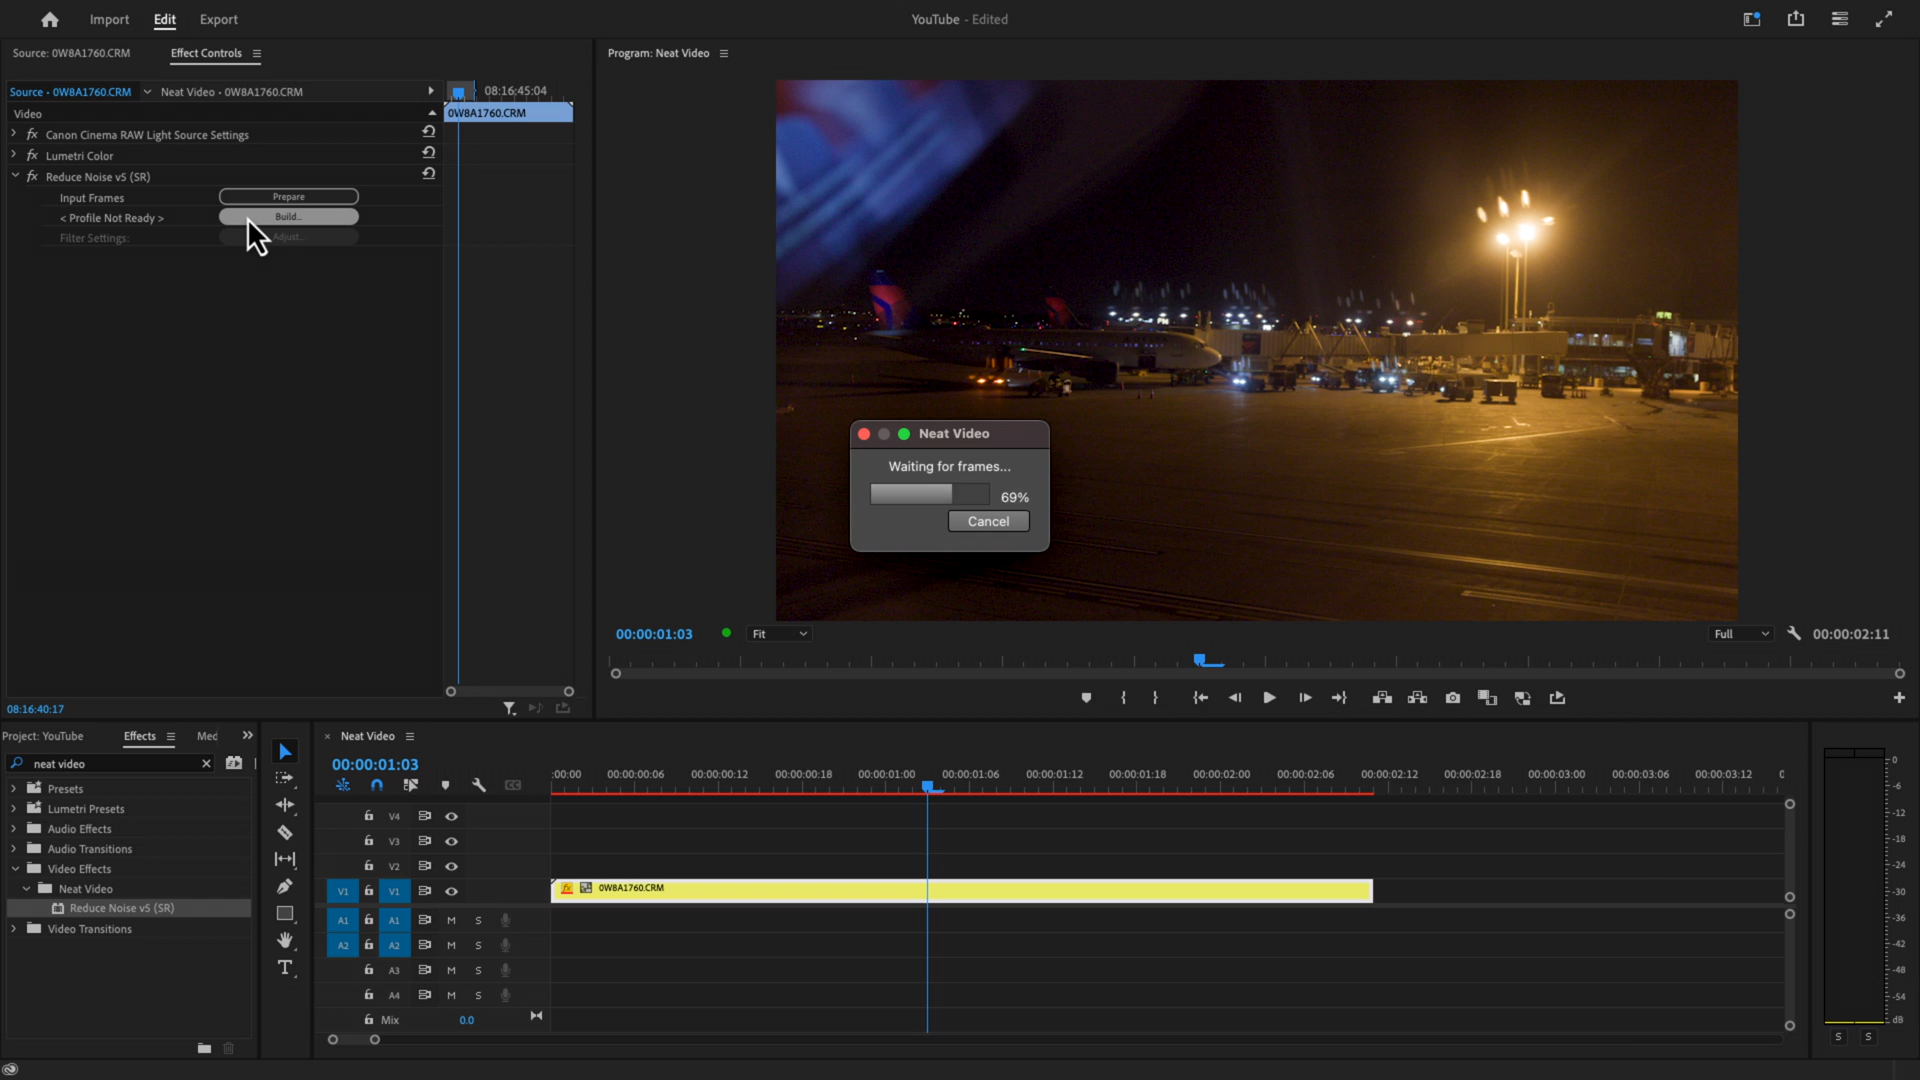 Import Edit Export
YouTube - Edited
Source: 0W8A1760.CRM Effect Controls
Program: Neat Video
Source - 0W8A1760.CRM Neat Video - 0W8A1760.CRM
08:16:45:04
Video
0W8A1760.CRM
fx Canon Cinema RAW Light Source Settings
fx Lumetri Color
fx Reduce Noise v5 (SR)
Input Frames Prepare
< Profile Not Ready > Build...
Filter Settings: Adjust...
Neat Video
Waiting for frames...
69%
Cancel
00:00:01:03 Fit Full 00:00:02:11
08:16:40:17
Project: YouTube Effects Med
neat video
Presets
Lumetri Presets
Audio Effects
Audio Transitions
Video Effects
Neat Video
Reduce Noise v5 (SR)
Video Transitions
T
× Neat Video
00:00:01:03
:00:00 00:00:00:06 00:00:00:12 00:00:00:18 00:00:01:00 00:00:01:06 00:00:01:12 00:00:01:18 00:00:02:00 00:00:02:06 00:00:02:12 00:00:02:18 00:00:03:00 00:00:03:06 00:00:03:12 0
CC
V4
V3
V2
V1 V1 fx 0W8A1760.CRM
A1 A1 M S
A2 A2 M S
A3 M S
A4 M S
Mix 0.0
0
-6
-12
-18
-24
-30
-36
-42
-48
-54
dB
S S